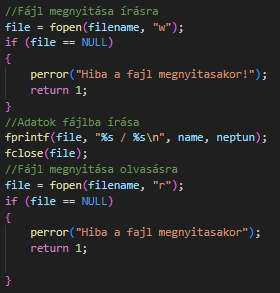 //Fájl megnyitása írásra
file = fopen(filename, "w");
if (file == NULL)
{
    perror("Hiba a fajl megnyitasakor!");
    return 1;
}
//Adatok fájlba írása
fprintf(file, "%s / %s\n", name, neptun);
fclose(file);
//Fájl megnyitása olvasásra
file = fopen(filename, "r");
if (file == NULL)
{
    perror("Hiba a fajl megnyitasakor");
    return 1;
}